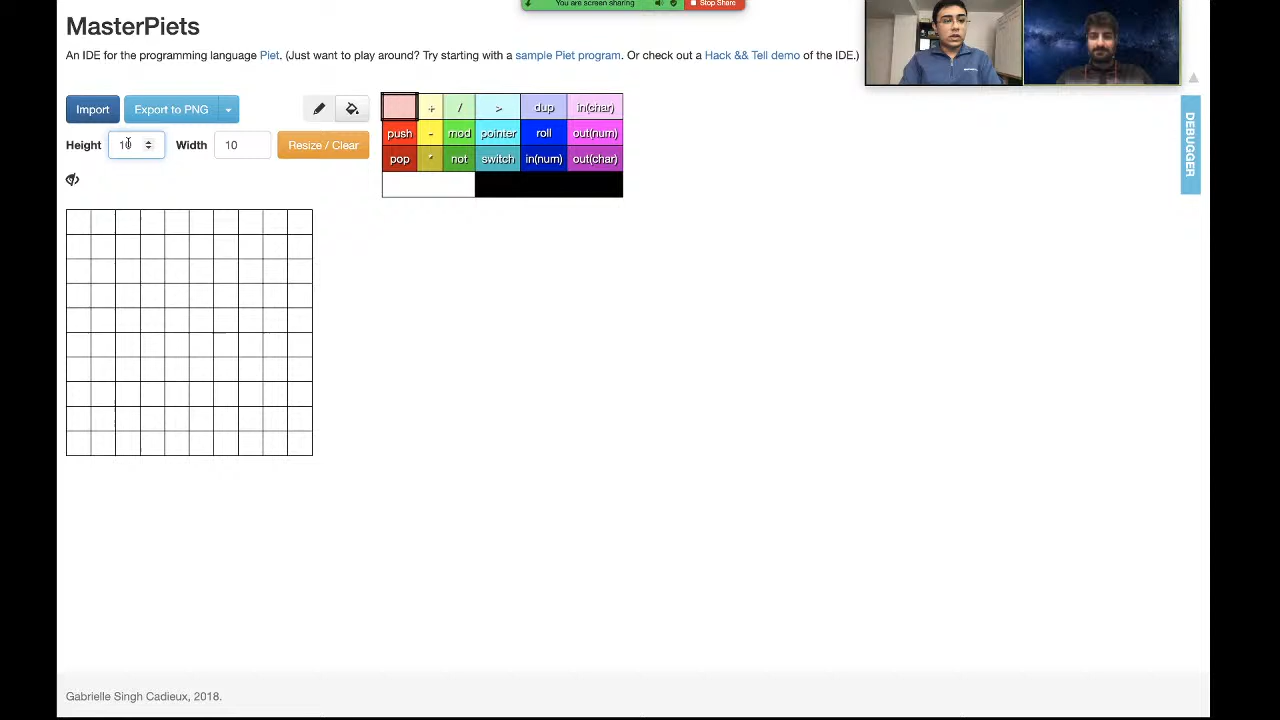 You are screen sharing
Stop Share
MasterPiets
An IDE for the programming language Piet. (Just want to play around? Try starting with a sample Piet program. Or check out a Hack && Tell demo of the IDE.)
Import
Export to PNG
Height
10
Width
10
Resize / Clear
+ / > dup in(char)
push - mod pointer roll out(num)
pop * not switch in(num) out(char)
DEBUGGER
Gabrielle Singh Cadieux, 2018.